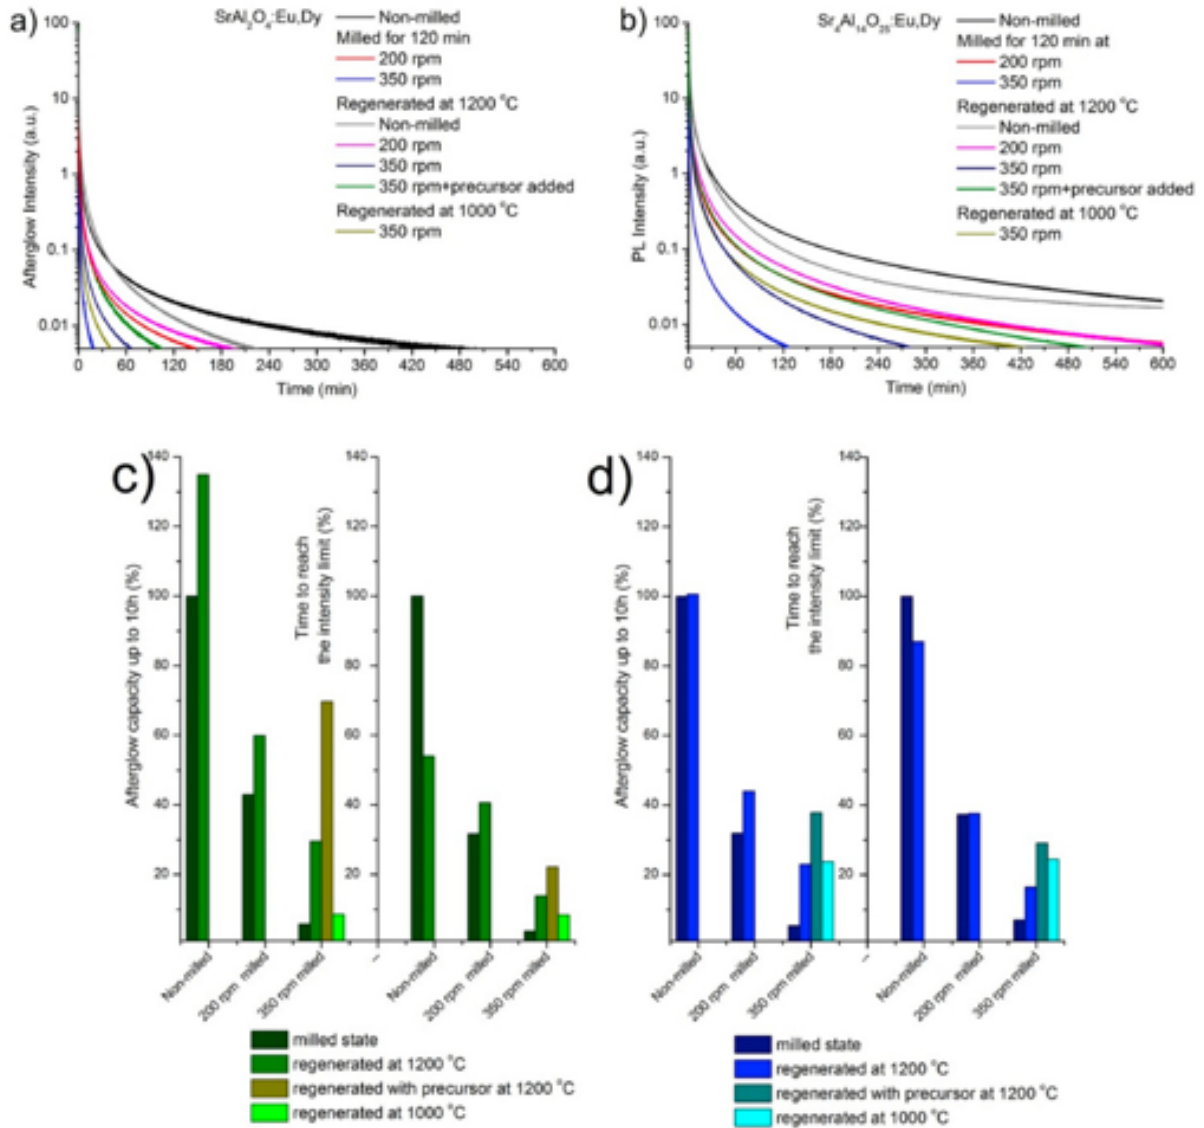 a)
SrAl₂O₄:Eu,Dy
Non-milled
Milled for 120 min
200 rpm
350 rpm
Regenerated at 1200 °C
Non-milled
200 rpm
350 rpm
350 rpm+precursor added
Regenerated at 1000 °C
350 rpm
Afterglow Intensity (a.u.)
100
10
1
0.1
0.01
0 60 120 180 240 300 360 420 480 540 600
Time (min)
b)
Sr₄Al₁₄O₂₅:Eu,Dy
Non-milled
Milled for 120 min at
200 rpm
350 rpm
Regenerated at 1200 °C
Non-milled
200 rpm
350 rpm
350 rpm+precursor added
Regenerated at 1000 °C
350 rpm
PL Intensity (a.u.)
100
10
1
0.1
0.01
0 60 120 180 240 300 360 420 480 540 600
Time (min)
c)
Afterglow capacity up to 10h (%)
140
120
100
80
60
40
20
Non-milled
200 rpm milled
350 rpm milled
Time to reach
the intensity limit (%)
140
120
100
80
60
40
20
--
Non-milled
200 rpm milled
350 rpm milled
milled state
regenerated at 1200 °C
regenerated with precursor at 1200 °C
regenerated at 1000 °C
d)
Afterglow capacity up to 10h (%)
140
120
100
80
60
40
20
Non-milled
200 rpm milled
350 rpm milled
Time to reach
the intensity limit (%)
140
120
100
80
60
40
20
--
Non-milled
200 rpm milled
350 rpm milled
milled state
regenerated at 1200 °C
regenerated with precursor at 1200 °C
regenerated at 1000 °C